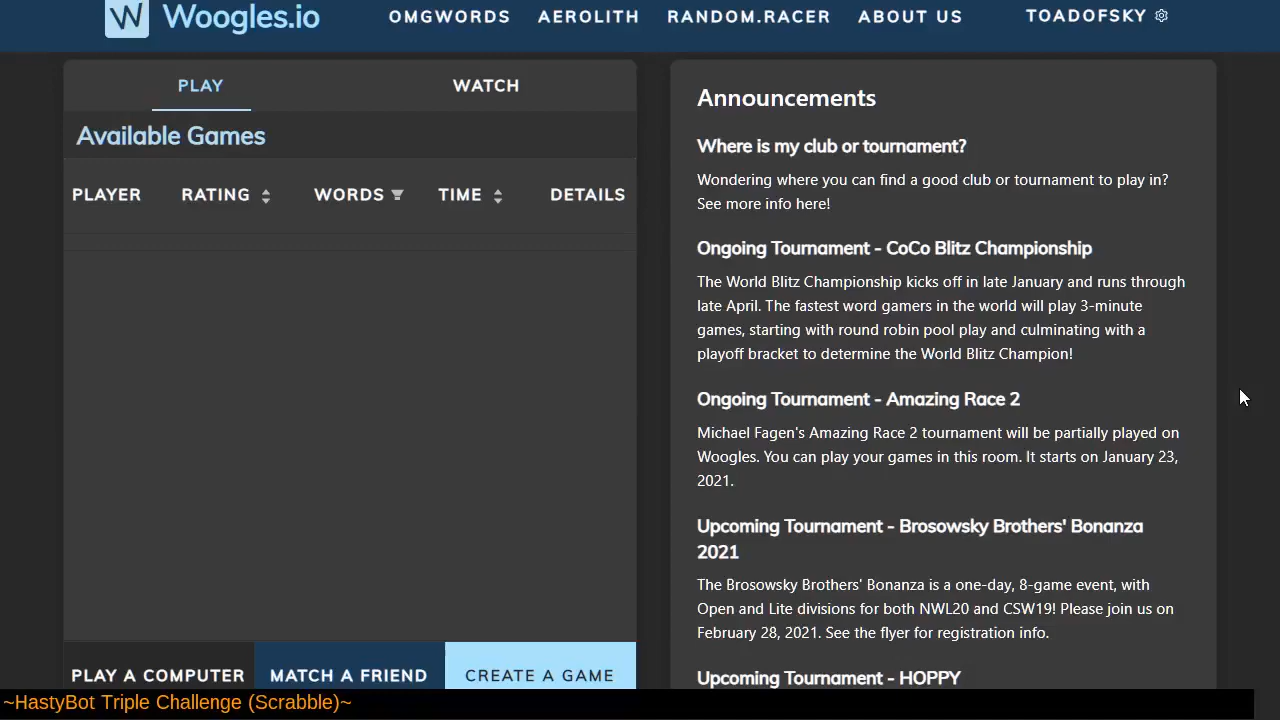 W Woogles.io OMGWORDS AEROLITH RANDOM.RACER ABOUT US TOADOFSKY
PLAY WATCH
Available Games
PLAYER RATING WORDS TIME DETAILS
PLAY A COMPUTER MATCH A FRIEND CREATE A GAME
Announcements
Where is my club or tournament?
Wondering where you can find a good club or tournament to play in?
See more info here!
Ongoing Tournament - CoCo Blitz Championship
The World Blitz Championship kicks off in late January and runs through
late April. The fastest word gamers in the world will play 3-minute
games, starting with round robin pool play and culminating with a
playoff bracket to determine the World Blitz Champion!
Ongoing Tournament - Amazing Race 2
Michael Fagen's Amazing Race 2 tournament will be partially played on
Woogles. You can play your games in this room. It starts on January 23,
2021.
Upcoming Tournament - Brosowsky Brothers' Bonanza
2021
The Brosowsky Brothers' Bonanza is a one-day, 8-game event, with
Open and Lite divisions for both NWL20 and CSW19! Please join us on
February 28, 2021. See the flyer for registration info.
Upcoming Tournament - HOPPY
~HastyBot Triple Challenge (Scrabble)~